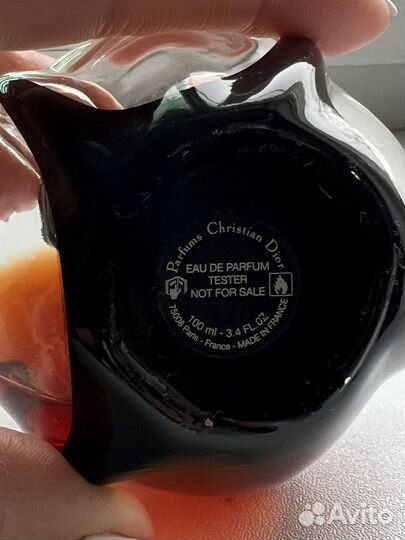 Parfums Christian Dior
EAU DE PARFUM
TESTER
NOT FOR SALE
100 ml - 3.4 FL OZ
75008 Paris - France - MADE IN FRANCE
Avito